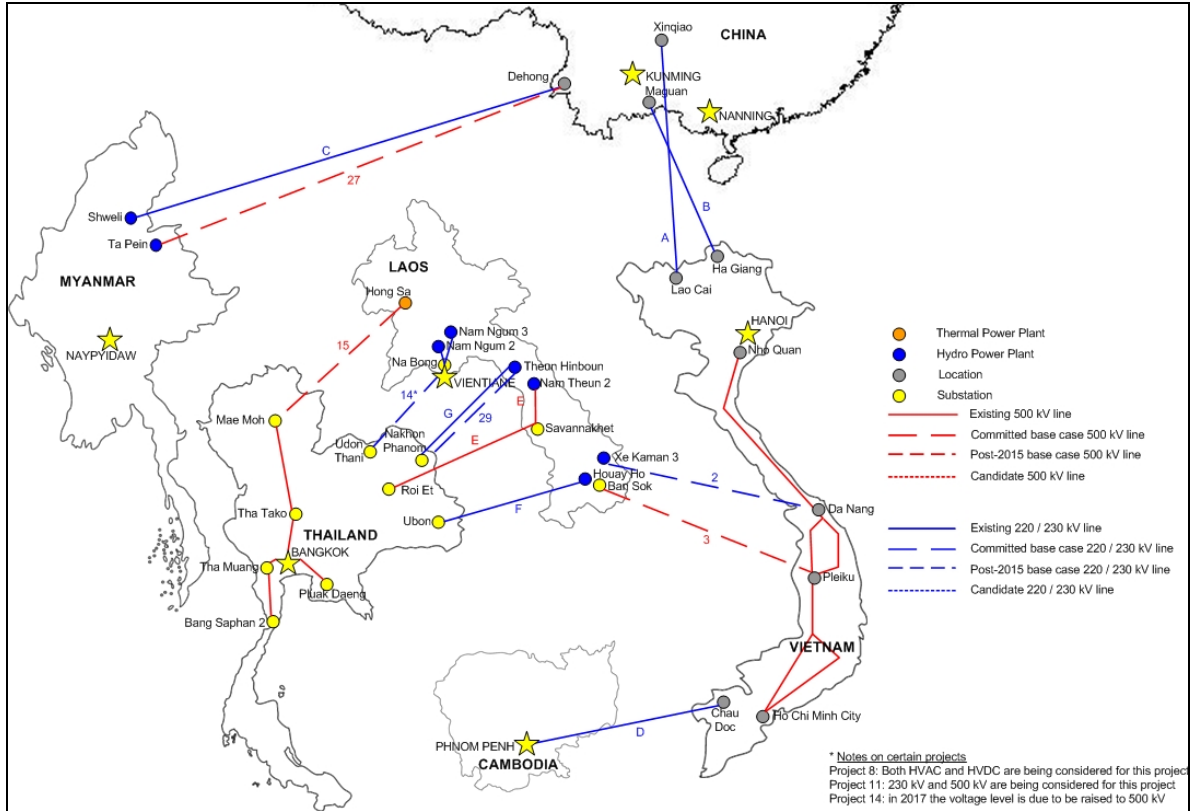 Xinqiao
CHINA
Dehong
KUNMING
Maguan
NANNING
C
27
B
A
Shweli
Ta Pein
Ha Giang
Lao Cai
MYANMAR
LAOS
Hong Sa
HANOI
Nho Quan
NAYPYIDAW
15
Nam Ngum 3
Nam Ngum 2
Na Bong
VIENTIANE
Theun Hinboun
Nam Theun 2
14*
G
29
E
E
Mae Moh
Udon
Thani
Nakhon
Phanom
Savannakhet
Roi Et
Xe Kaman 3
Houay Ho
Ban Sok
2
Tha Tako
Ubon
F
Da Nang
3
THAILAND
BANGKOK
Tha Muang
Pluak Daeng
Pleiku
Bang Saphan 2
VIETNAM
Chau
Doc
Ho Chi Minh City
D
PHNOM PENH
CAMBODIA
Thermal Power Plant
Hydro Power Plant
Location
Substation
Existing 500 kV line
Committed base case 500 kV line
Post-2015 base case 500 kV line
Candidate 500 kV line
Existing 220 / 230 kV line
Committed base case 220 / 230 kV line
Post-2015 base case 220 / 230 kV line
Candidate 220 / 230 kV line
* Notes on certain projects
Project 8: Both HVAC and HVDC are being considered for this project
Project 11: 230 kV and 500 kV are being considered for this project
Project 14: in 2017 the voltage level is due to be raised to 500 kV